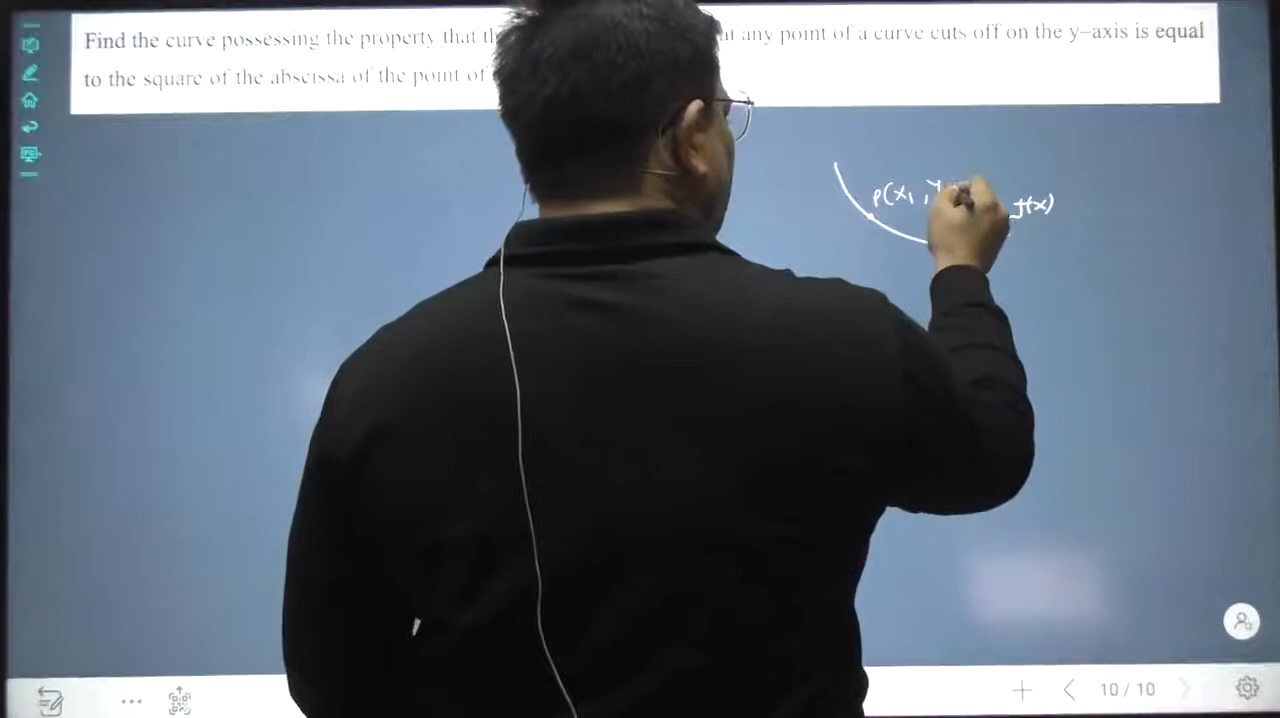 Find the curve possessing the property that any point of a curve cuts off on the y–axis is equal
to the square of the abscissa of the point of
P(x₁,
f(x)
10 / 10